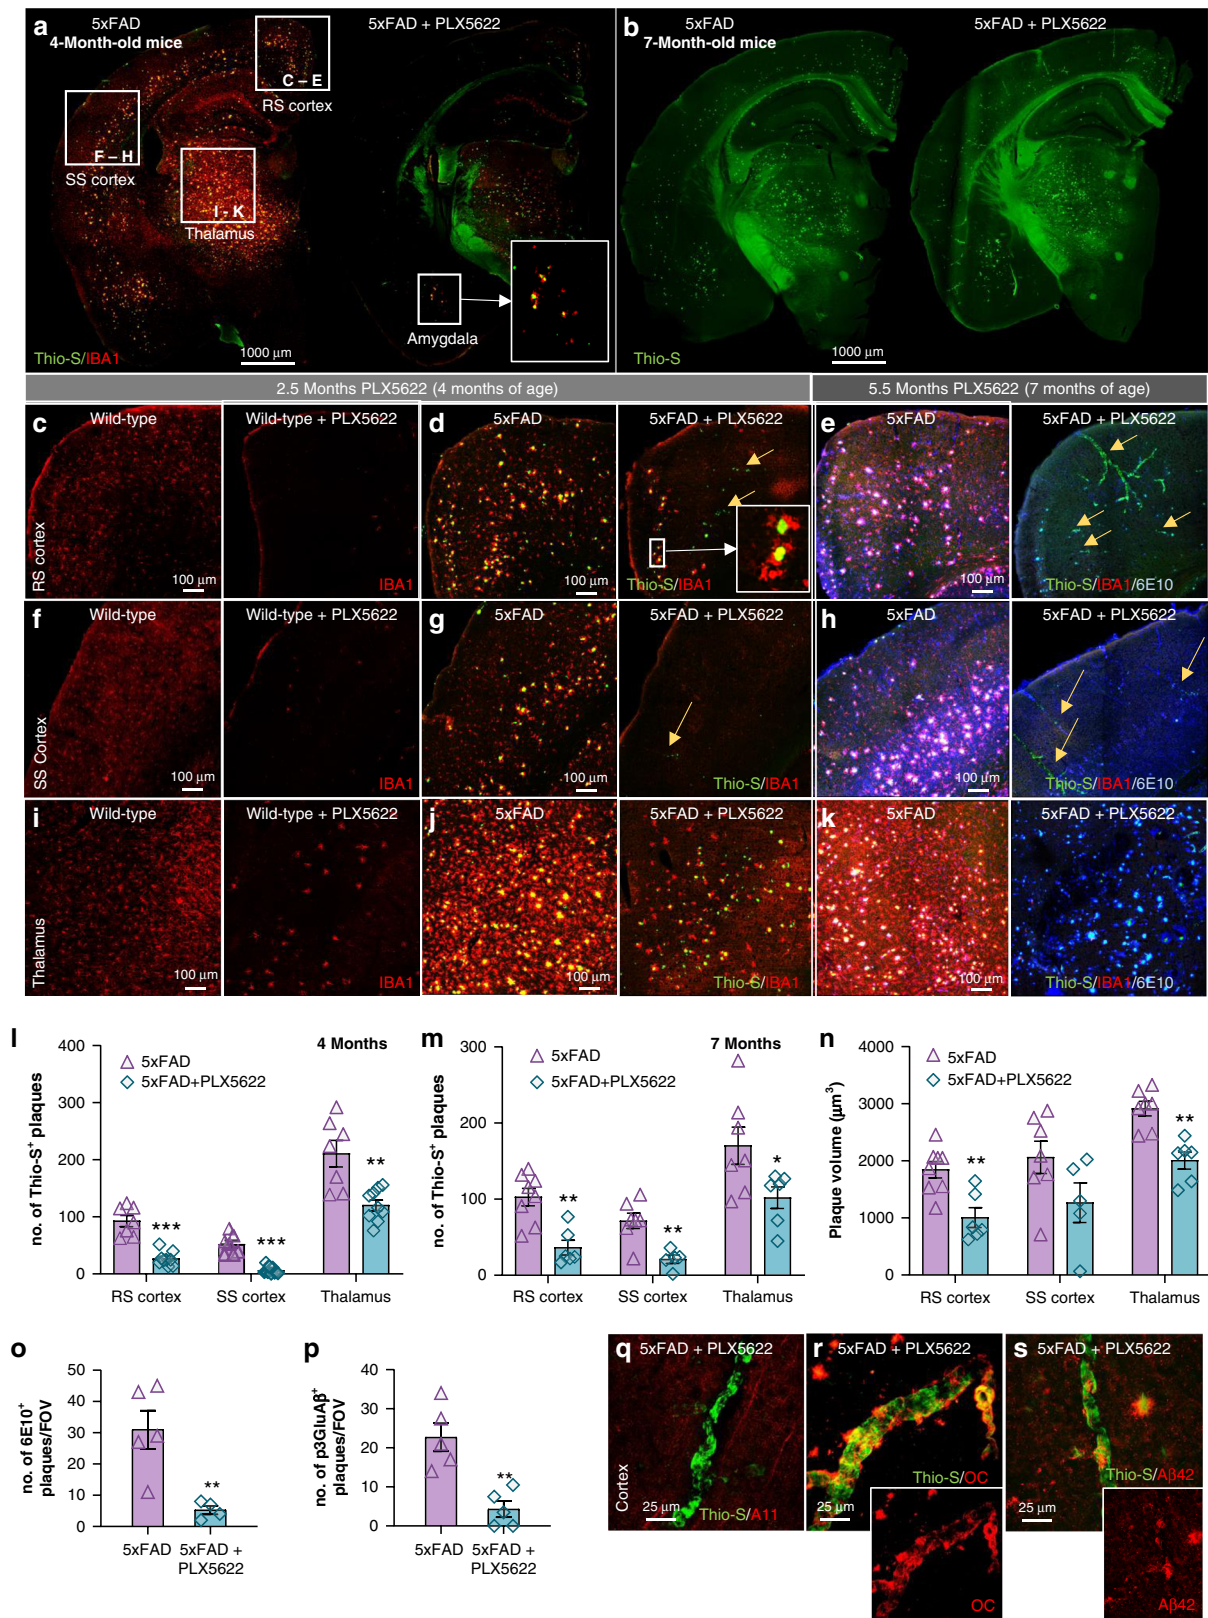 a
5xFAD
4-Month-old mice
5xFAD + PLX5622
C – E
RS cortex
F – H
SS cortex
I - K
Thalamus
Amygdala
Thio-S/IBA1
1000 µm
b
5xFAD
7-Month-old mice
5xFAD + PLX5622
Thio-S
1000 µm
2.5 Months PLX5622 (4 months of age)
5.5 Months PLX5622 (7 months of age)
c
Wild-type
Wild-type + PLX5622
d
5xFAD
5xFAD + PLX5622
e
5xFAD
5xFAD + PLX5622
RS cortex
100 µm
IBA1
100 µm
Thio-S/IBA1
100 µm
Thio-S/IBA1/6E10
f
Wild-type
Wild-type + PLX5622
g
5xFAD
5xFAD + PLX5622
h
5xFAD
5xFAD + PLX5622
SS Cortex
100 µm
IBA1
100 µm
Thio-S/IBA1
100 µm
Thio-S/IBA1/6E10
i
Wild-type
Wild-type + PLX5622
j
5xFAD
5xFAD + PLX5622
k
5xFAD
5xFAD + PLX5622
Thalamus
100 µm
IBA1
100 µm
Thio-S/IBA1
100 µm
Thio-S/IBA1/6E10
l
4 Months
5xFAD
5xFAD+PLX5622
no. of Thio-S+ plaques
400
300
200
100
0
***
***
**
RS cortex
SS cortex
Thalamus
m
7 Months
5xFAD
5xFAD+PLX5622
no. of Thio-S+ plaques
300
200
100
0
**
**
*
RS cortex
SS cortex
Thalamus
n
5xFAD
5xFAD+PLX5622
Plaque volume (µm3)
4000
3000
2000
1000
0
**
**
RS cortex
SS cortex
Thalamus
o
no. of 6E10+
plaques/FOV
50
40
30
20
10
0
**
5xFAD
5xFAD +
PLX5622
p
no. of p3GluAβ+
plaques/FOV
40
30
20
10
0
**
5xFAD
5xFAD +
PLX5622
q
5xFAD + PLX5622
Cortex
25 µm
Thio-S/A11
r
5xFAD + PLX5622
Thio-S/OC
25 µm
OC
s
5xFAD + PLX5622
Thio-S/Aβ42
25 µm
Aβ42